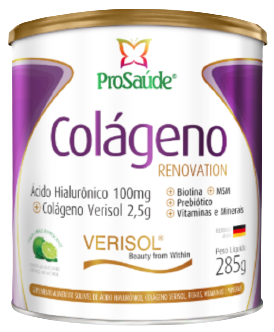 ProSaúde®
Colágeno
RENOVATION
Ácido Hialurônico 100mg
+ Colágeno Verisol 2,5g
+ Biotina + MSM
+ Prebiótico
+ Vitaminas e Minerais
VERISOL®
Beauty from Within
Peso Líquido
285g